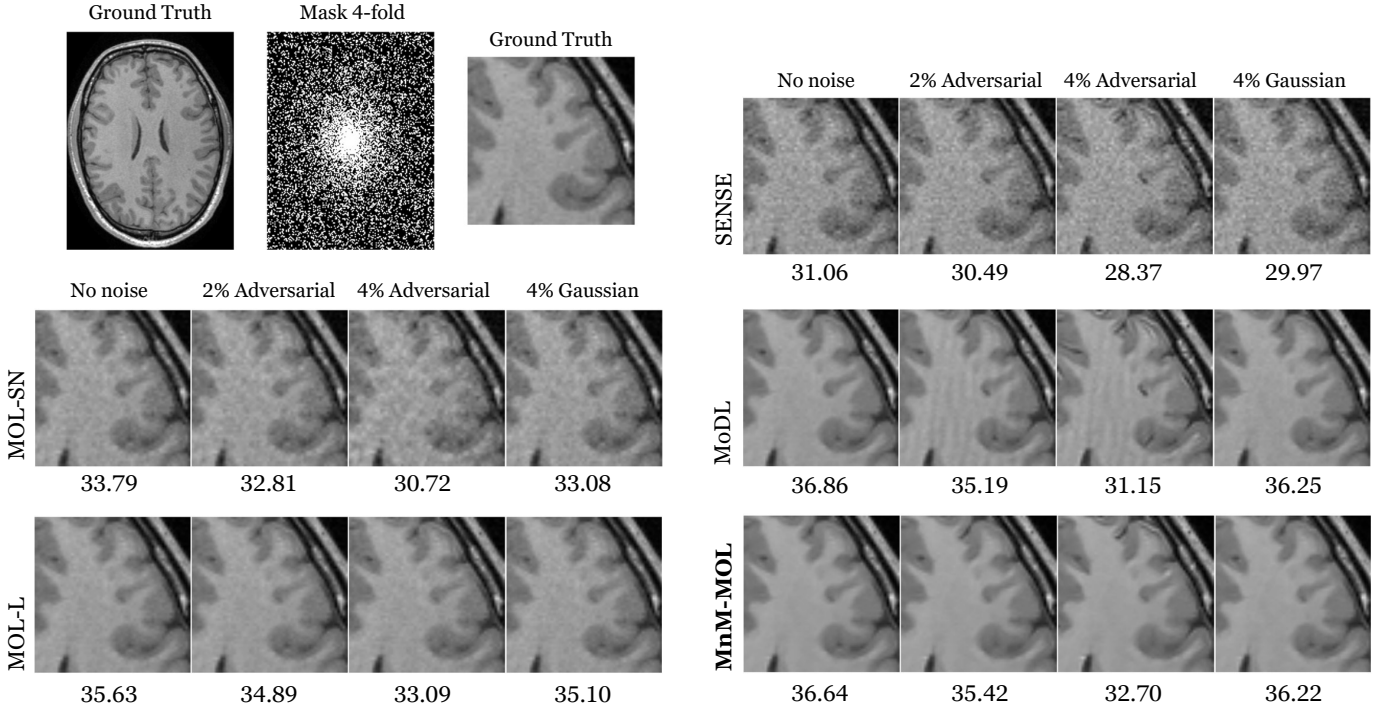 Ground Truth
Mask 4-fold
Ground Truth
No noise 2% Adversarial 4% Adversarial 4% Gaussian
MOL-SN
33.79 32.81 30.72 33.08
MOL-L
35.63 34.89 33.09 35.10
No noise 2% Adversarial 4% Adversarial 4% Gaussian
SENSE
31.06 30.49 28.37 29.97
MoDL
36.86 35.19 31.15 36.25
MnM-MOL
36.64 35.42 32.70 36.22